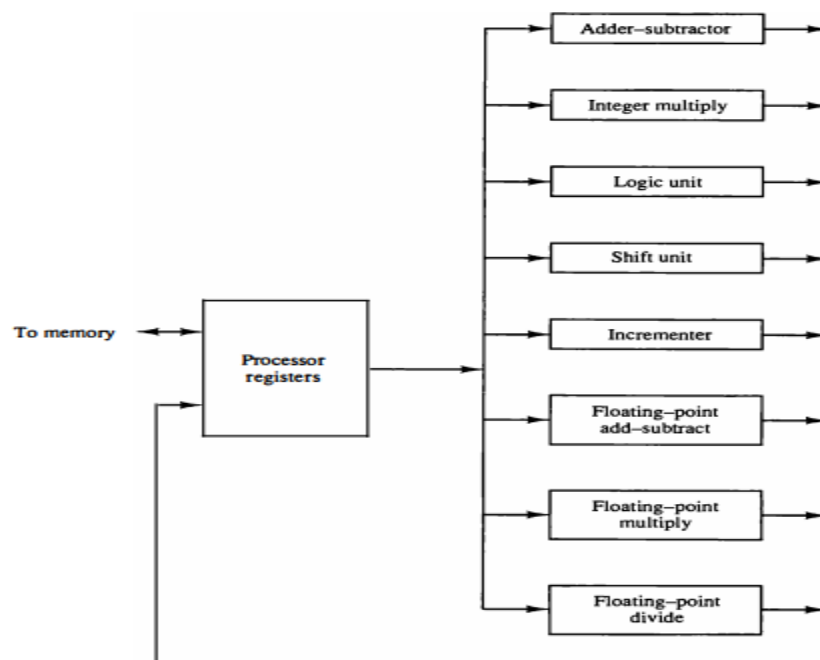 Adder–subtractor
Integer multiply
Logic unit
Shift unit
To memory
Processor
registers
Incrementer
Floating–point
add–subtract
Floating–point
multiply
Floating–point
divide